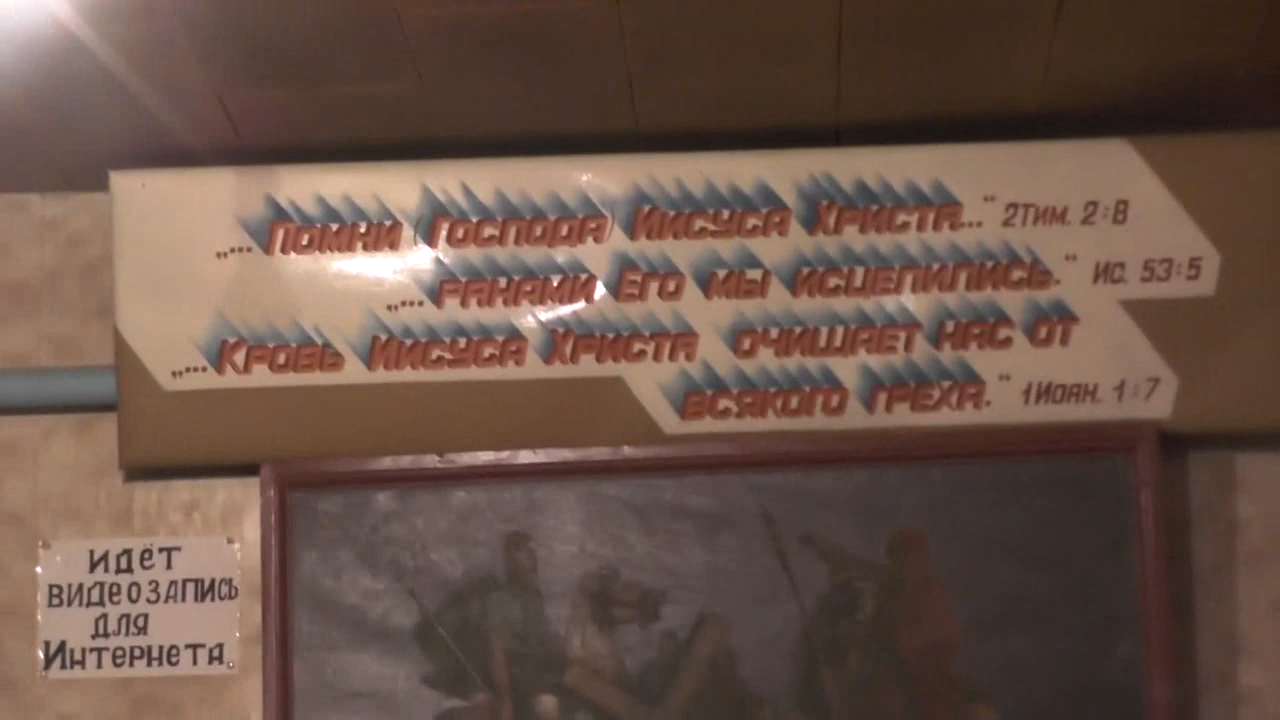 „... Помни (Господа) Иисуса Христа..." 2Тим. 2:8
„... ранами Его мы исцелились." Ис. 53:5
„... Кровь Иисуса Христа очищает нас от
всякого греха." 1Иоан. 1:7
ИДЁТ
ВИДеОЗАПИСЬ
ДЛЯ
ИНТЕРНЕТА.